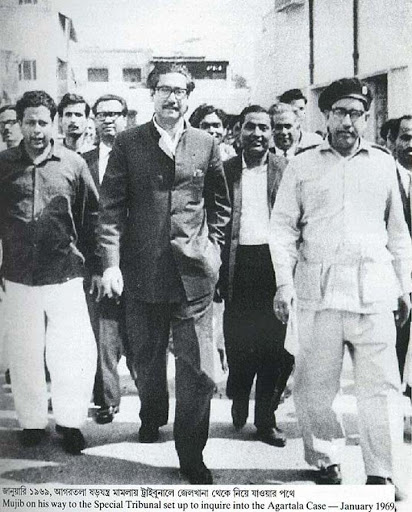 জানুয়ারি ১৯৬৯, আগরতলা ষড়যন্ত্র মামলায় ট্রাইবুনালে জেলখানা থেকে নিয়ে যাওয়ার পথে
Mujib on his way to the Special Tribunal set up to inquire into the Agartala Case — January 1969,